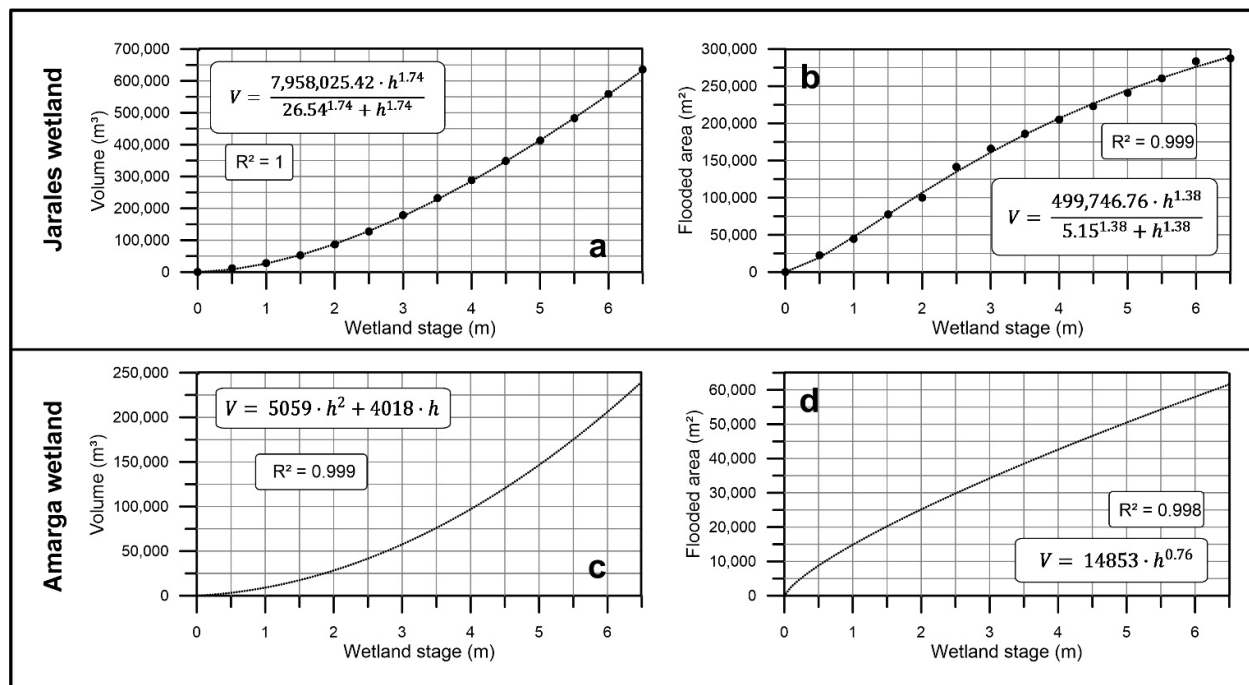 Jarales wetland
700,000
600,000
500,000
400,000
300,000
200,000
100,000
0
Volume (m³)
V = 7,958,025.42 · h^1.74 / 26.54^1.74 + h^1.74
R² = 1
a
0 1 2 3 4 5 6
Wetland stage (m)
300,000
250,000
200,000
150,000
100,000
50,000
0
Flooded area (m²)
b
R² = 0.999
V = 499,746.76 · h^1.38 / 5.15^1.38 + h^1.38
0 1 2 3 4 5 6
Wetland stage (m)
Amarga wetland
250,000
200,000
150,000
100,000
50,000
0
Volume (m³)
V = 5059 · h² + 4018 · h
R² = 0.999
c
0 1 2 3 4 5 6
Wetland stage (m)
60,000
50,000
40,000
30,000
20,000
10,000
0
Flooded area (m²)
d
R² = 0.998
V = 14853 · h^0.76
0 1 2 3 4 5 6
Wetland stage (m)